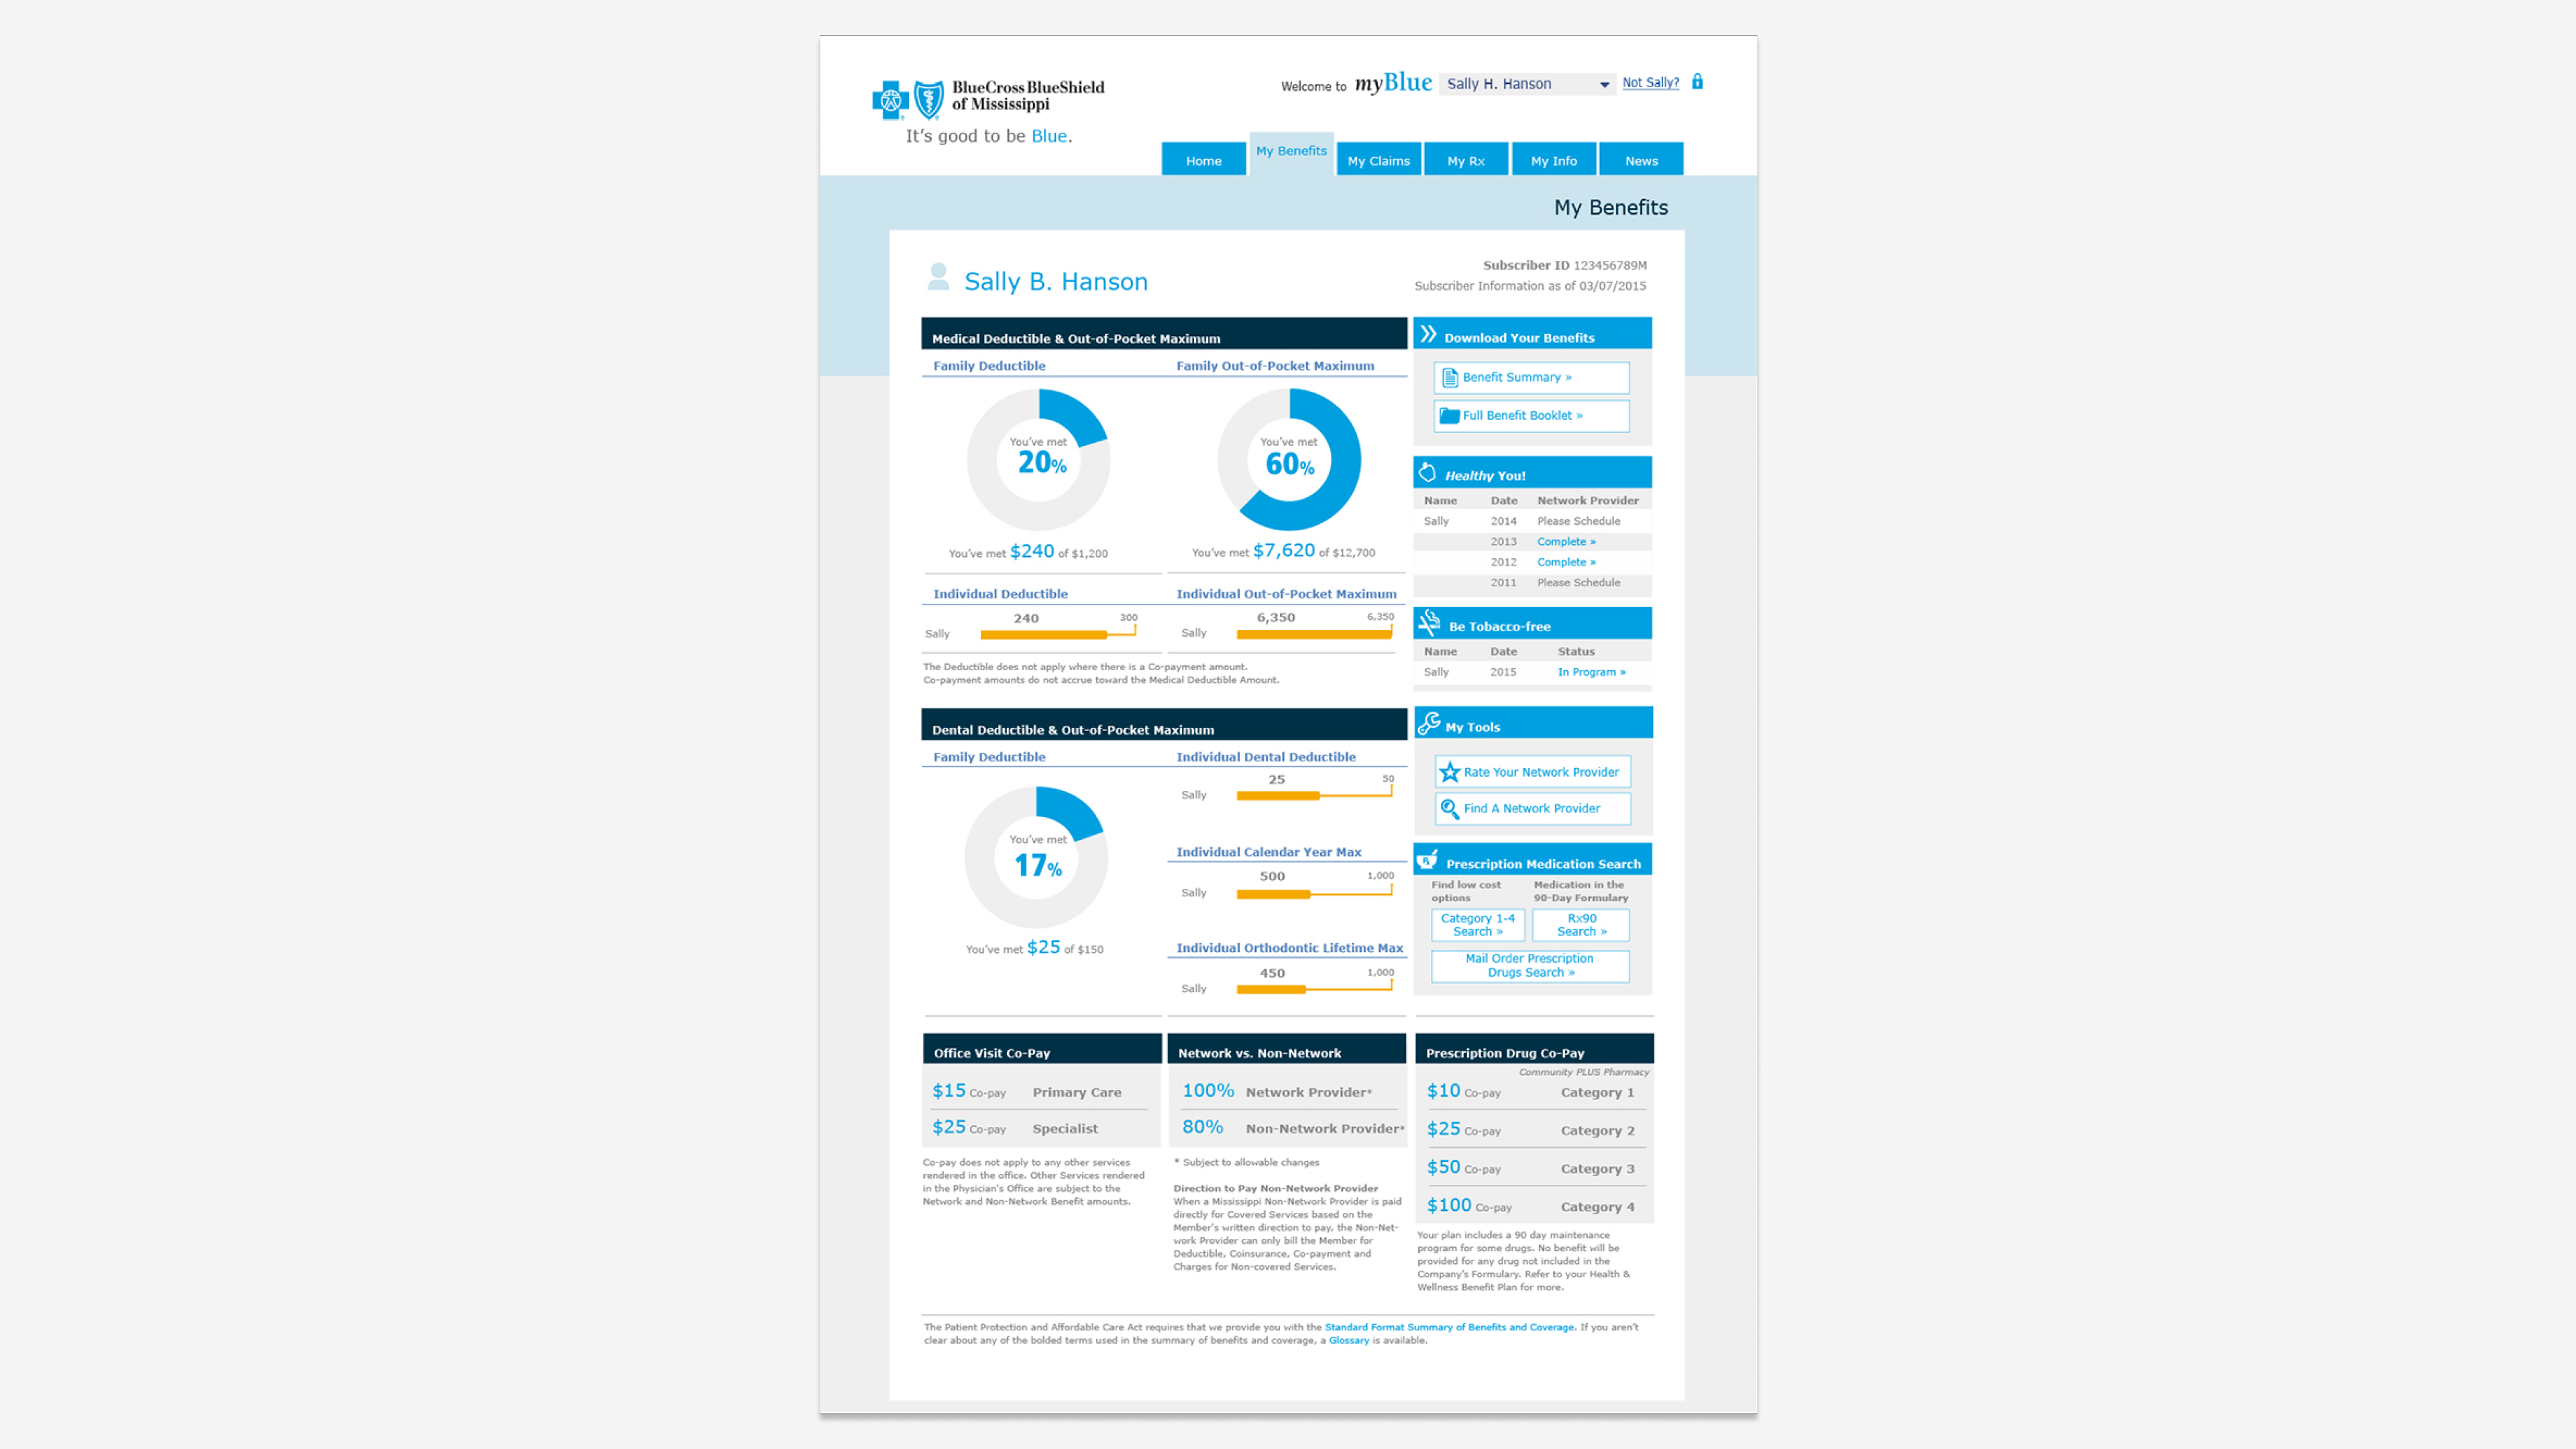 BlueCross BlueShield
of Mississippi
It's good to be Blue.
Welcome to myBlue Sally H. Hanson Not Sally?
Home My Benefits My Claims My Rx My Info News
My Benefits
Sally B. Hanson
Subscriber ID 123456789M
Subscriber Information as of 03/07/2015
Medical Deductible & Out-of-Pocket Maximum
Family Deductible
You've met
20%
You've met $240 of $1,200
Family Out-of-Pocket Maximum
You've met
60%
You've met $7,620 of $12,700
Individual Deductible
240 300
Sally
Individual Out-of-Pocket Maximum
6,350 6,350
Sally
The Deductible does not apply where there is a Co-payment amount.
Co-payment amounts do not accrue toward the Medical Deductible Amount.
Dental Deductible & Out-of-Pocket Maximum
Family Deductible
You've met
17%
You've met $25 of $150
Individual Dental Deductible
25 50
Sally
Individual Calendar Year Max
500 1,000
Sally
Individual Orthodontic Lifetime Max
450 1,000
Sally
Download Your Benefits
Benefit Summary »
Full Benefit Booklet »
Healthy You!
Name Date Network Provider
Sally 2014 Please Schedule
2013 Complete »
2012 Complete »
2011 Please Schedule
Be Tobacco-free
Name Date Status
Sally 2015 In Program »
My Tools
Rate Your Network Provider
Find A Network Provider
Prescription Medication Search
Find low cost
options
Medication in the
90-Day Formulary
Category 1-4
Search »
Rx90
Search »
Mail Order Prescription
Drugs Search »
Office Visit Co-Pay
$15 Co-pay Primary Care
$25 Co-pay Specialist
Co-pay does not apply to any other services
rendered in the office. Other Services rendered
in the Physician's Office are subject to the
Network and Non-Network Benefit amounts.
Network vs. Non-Network
100% Network Provider*
80% Non-Network Provider*
* Subject to allowable changes
Direction to Pay Non-Network Provider
When a Mississippi Non-Network Provider is paid
directly for Covered Services based on the
Member's written direction to pay, the Non-Net-
work Provider can only bill the Member for
Deductible, Coinsurance, Co-payment and
Charges for Non-covered Services.
Prescription Drug Co-Pay
Community PLUS Pharmacy
$10 Co-pay Category 1
$25 Co-pay Category 2
$50 Co-pay Category 3
$100 Co-pay Category 4
Your plan includes a 90 day maintenance
program for some drugs. No benefit will be
provided for any drug not included in the
Company's Formulary. Refer to your Health &
Wellness Benefit Plan for more.
The Patient Protection and Affordable Care Act requires that we provide you with the Standard Format Summary of Benefits and Coverage. If you aren't
clear about any of the bolded terms used in the summary of benefits and coverage, a Glossary is available.